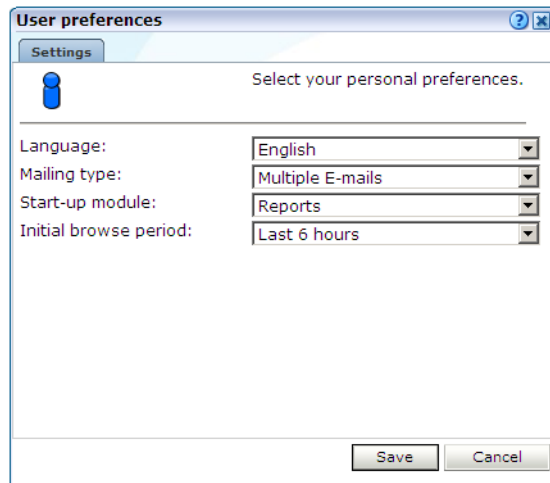 User preferences
?
Settings
Select your personal preferences.
Language: English
Mailing type: Multiple E-mails
Start-up module: Reports
Initial browse period: Last 6 hours
Save Cancel